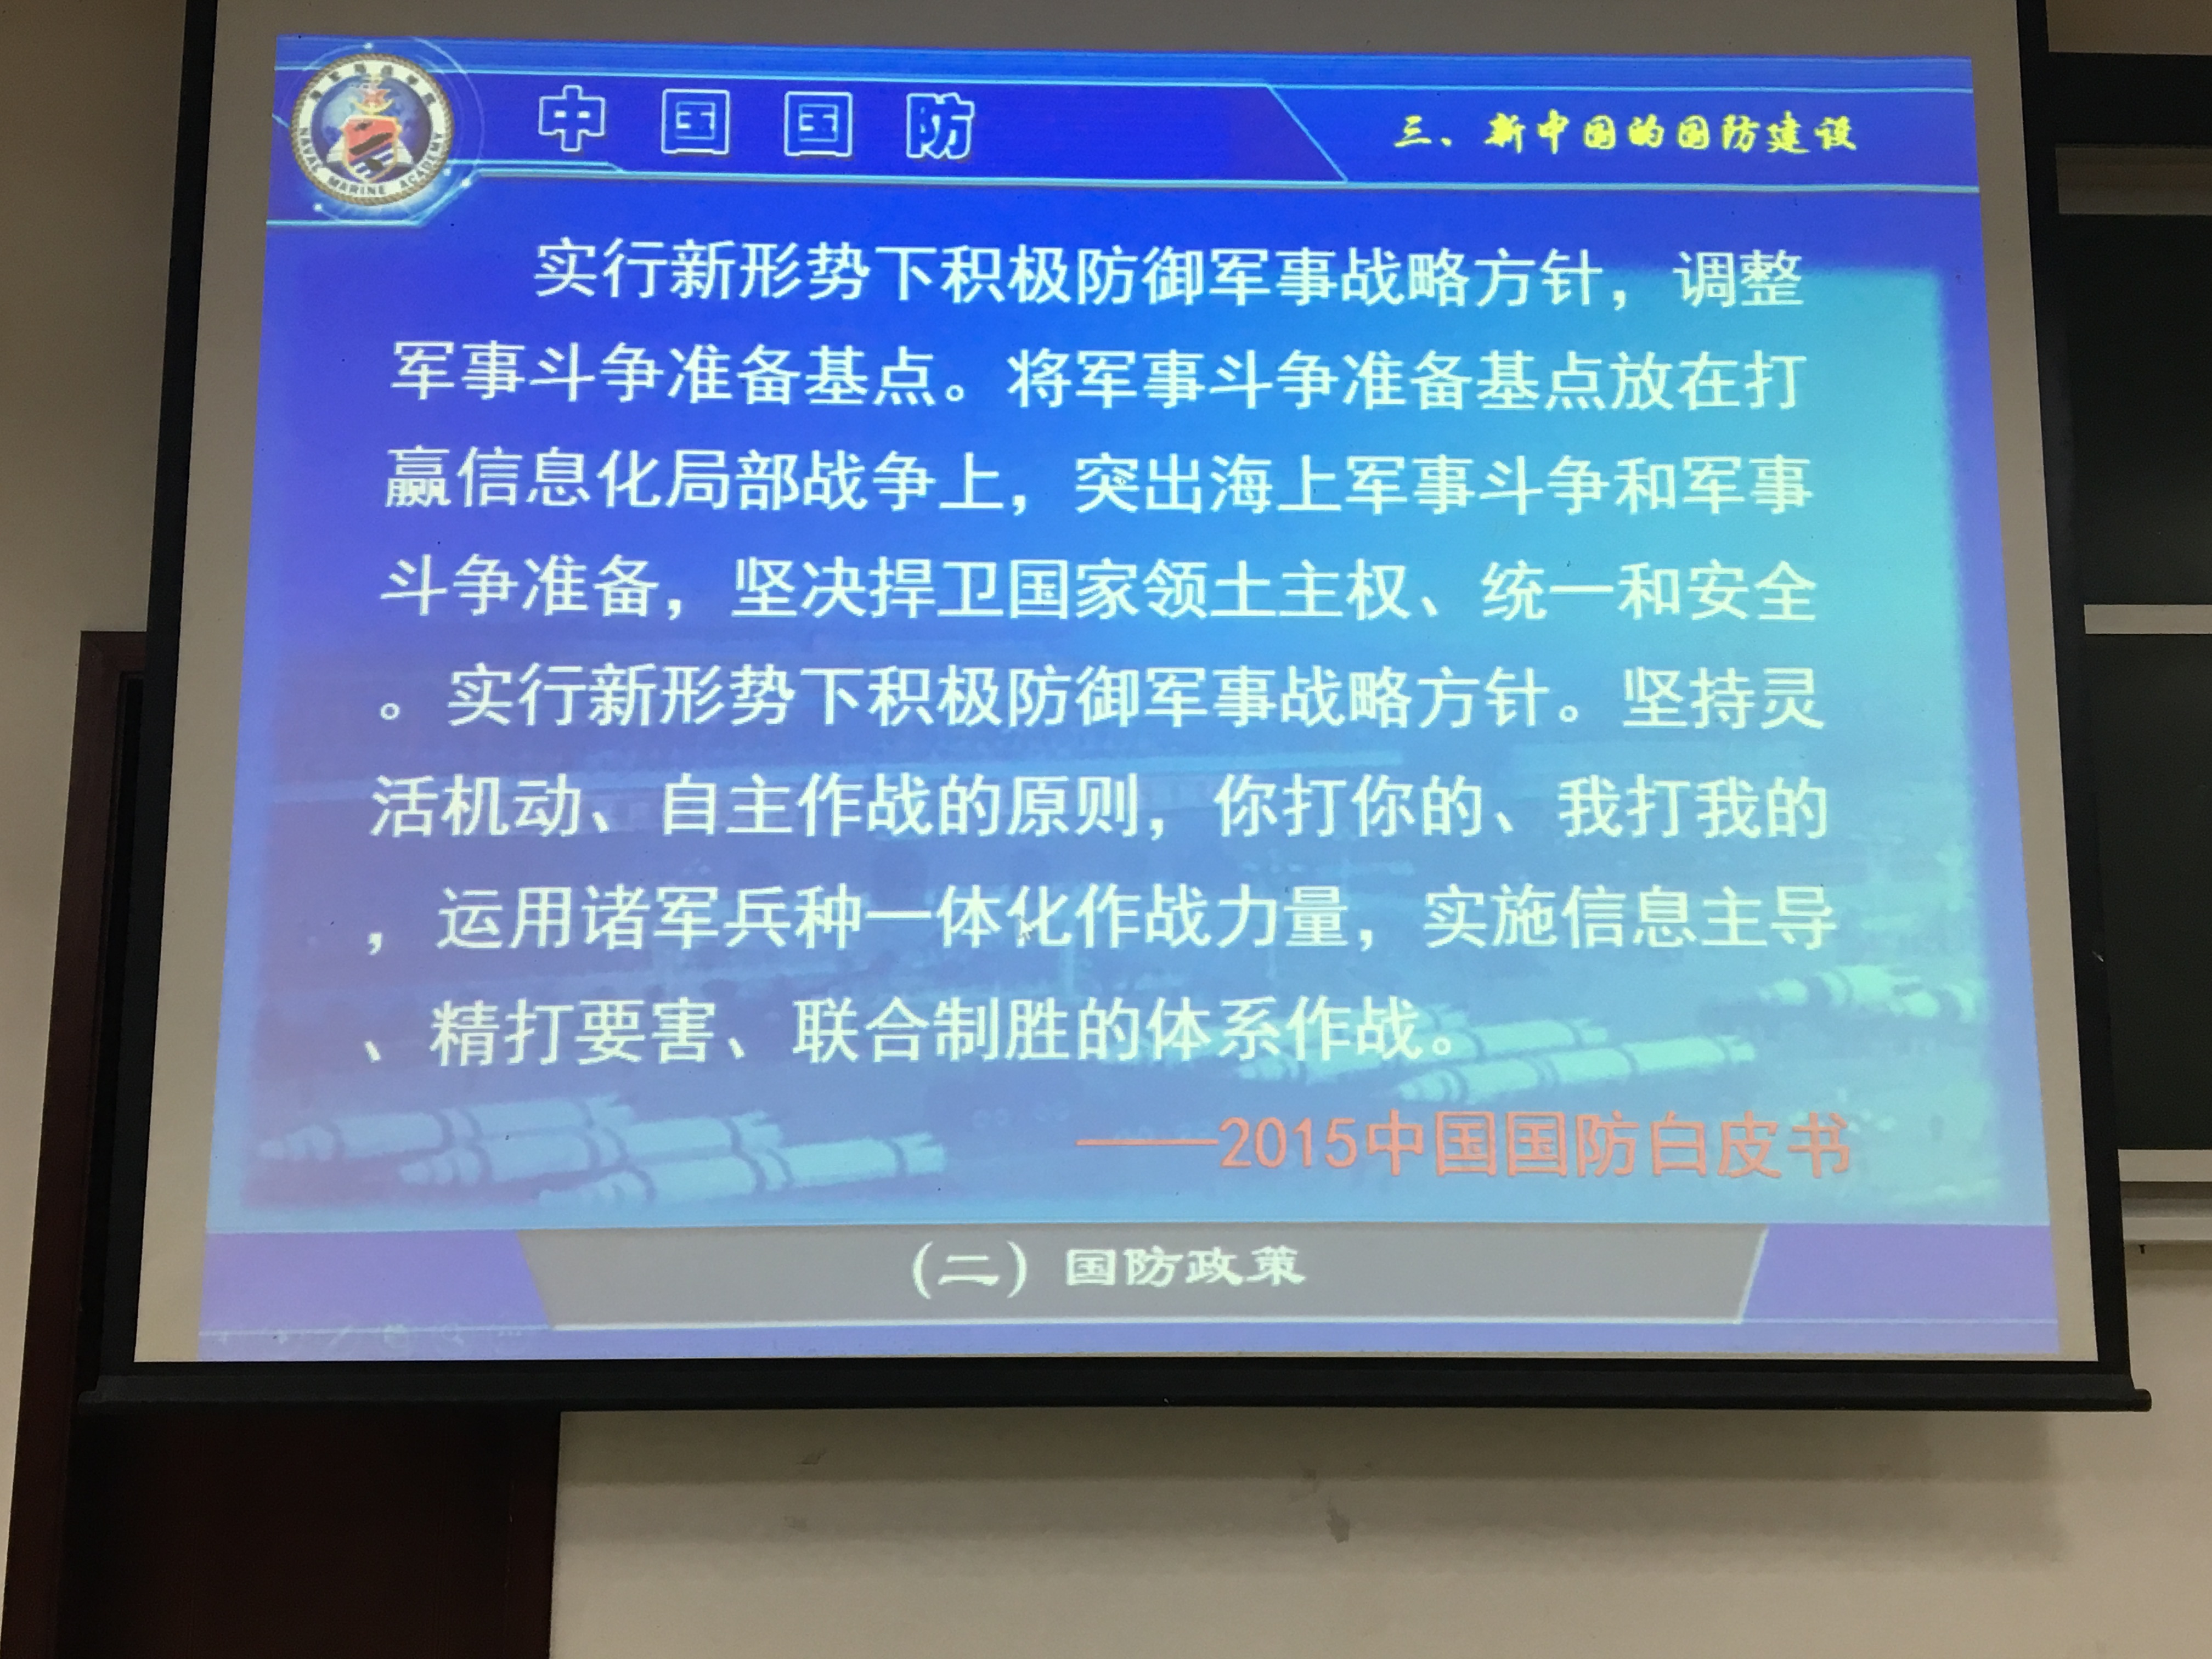 中国国防
三、新中国的国防建设
NAVAL MARINE ACADEMY
实行新形势下积极防御军事战略方针，调整
军事斗争准备基点。将军事斗争准备基点放在打
赢信息化局部战争上，突出海上军事斗争和军事
斗争准备，坚决捍卫国家领土主权、统一和安全
。实行新形势下积极防御军事战略方针。坚持灵
活机动、自主作战的原则，你打你的、我打我的
，运用诸军兵种一体化作战力量，实施信息主导
、精打要害、联合制胜的体系作战。
——2015中国国防白皮书
(二) 国防政策